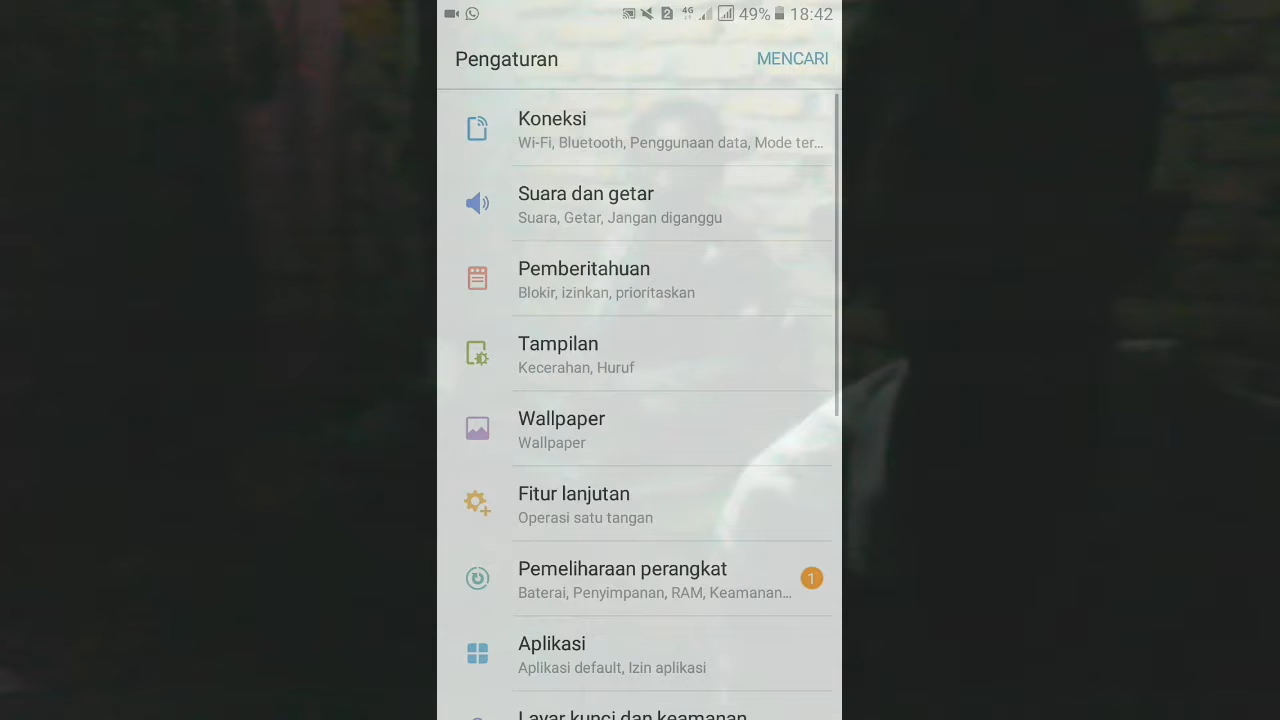 2 4G 49% 18:42
Pengaturan MENCARI
Koneksi
Wi-Fi, Bluetooth, Penggunaan data, Mode ter...
Suara dan getar
Suara, Getar, Jangan diganggu
Pemberitahuan
Blokir, izinkan, prioritaskan
Tampilan
Kecerahan, Huruf
Wallpaper
Wallpaper
Fitur lanjutan
Operasi satu tangan
Pemeliharaan perangkat
1
Baterai, Penyimpanan, RAM, Keamanan...
Aplikasi
Aplikasi default, Izin aplikasi
Layar kunci dan keamanan